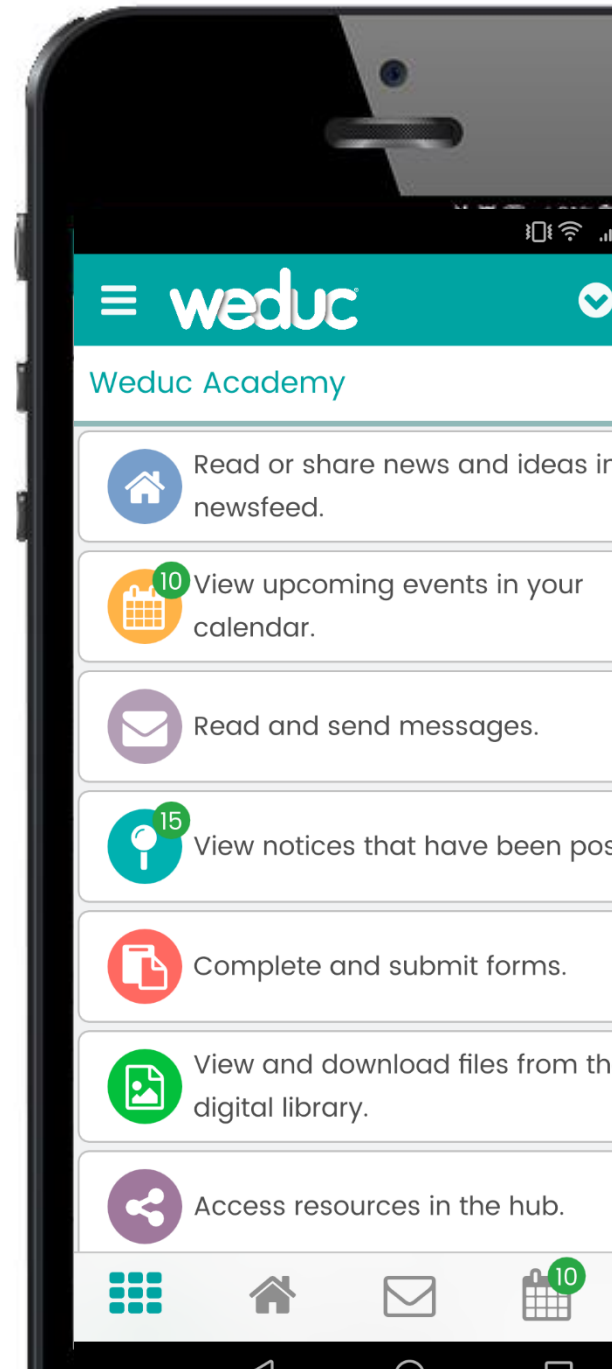 weduc
Weduc Academy
Read or share news and ideas in
newsfeed.
10
View upcoming events in your
calendar.
Read and send messages.
15
View notices that have been pos
Complete and submit forms.
View and download files from th
digital library.
Access resources in the hub.
10